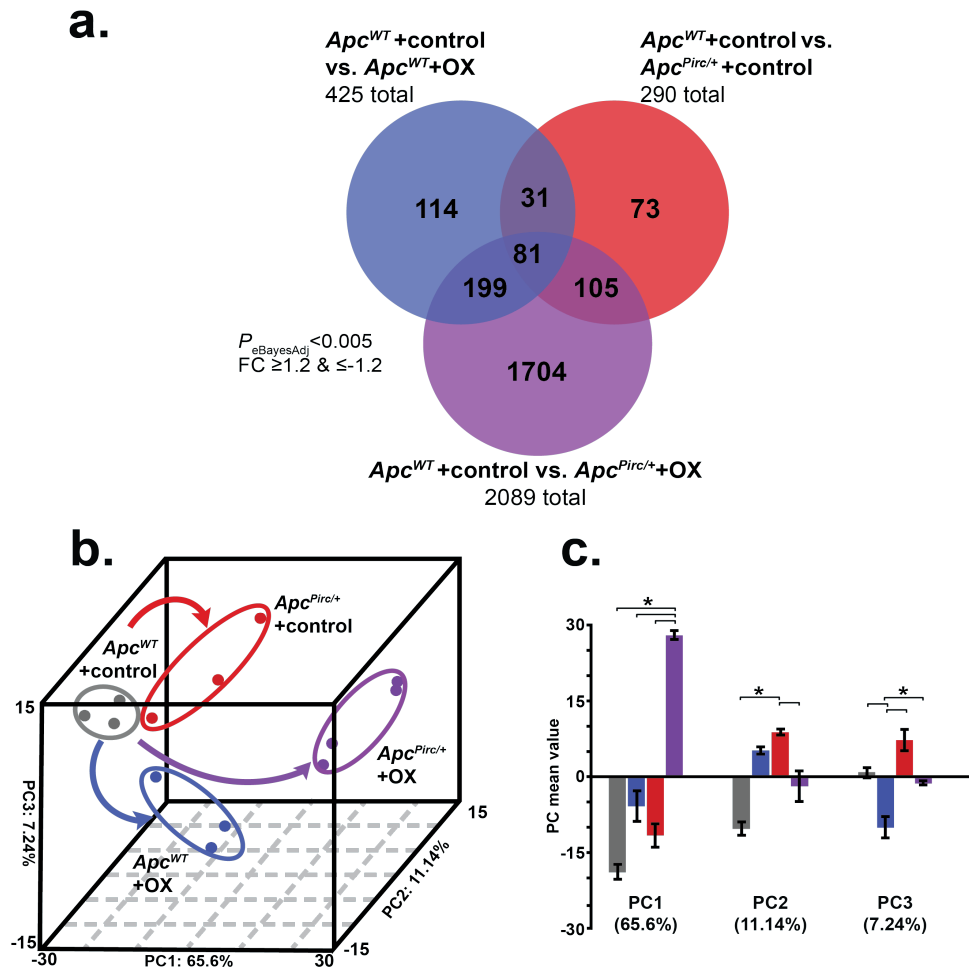 a.
Apc^WT +control
vs. Apc^WT+OX
425 total
Apc^WT+control vs.
Apc^Pirc/+ +control
290 total
114
31
73
81
199
105
1704
P_eBayesAdj<0.005
FC ≥1.2 & ≤-1.2
Apc^WT +control vs. Apc^Pirc/+ +OX
2089 total
b.
Apc^Pirc/+
+control
Apc^WT
+control
15
Apc^Pirc/+
+OX
PC3: 7.24%
15
Apc^WT
+OX
PC2: 11.14%
-15
-30
PC1: 65.6%
30
-15
c.
*
*
*
30
15
0
-15
-30
PC mean value
PC1
(65.6%)
PC2
(11.14%)
PC3
(7.24%)